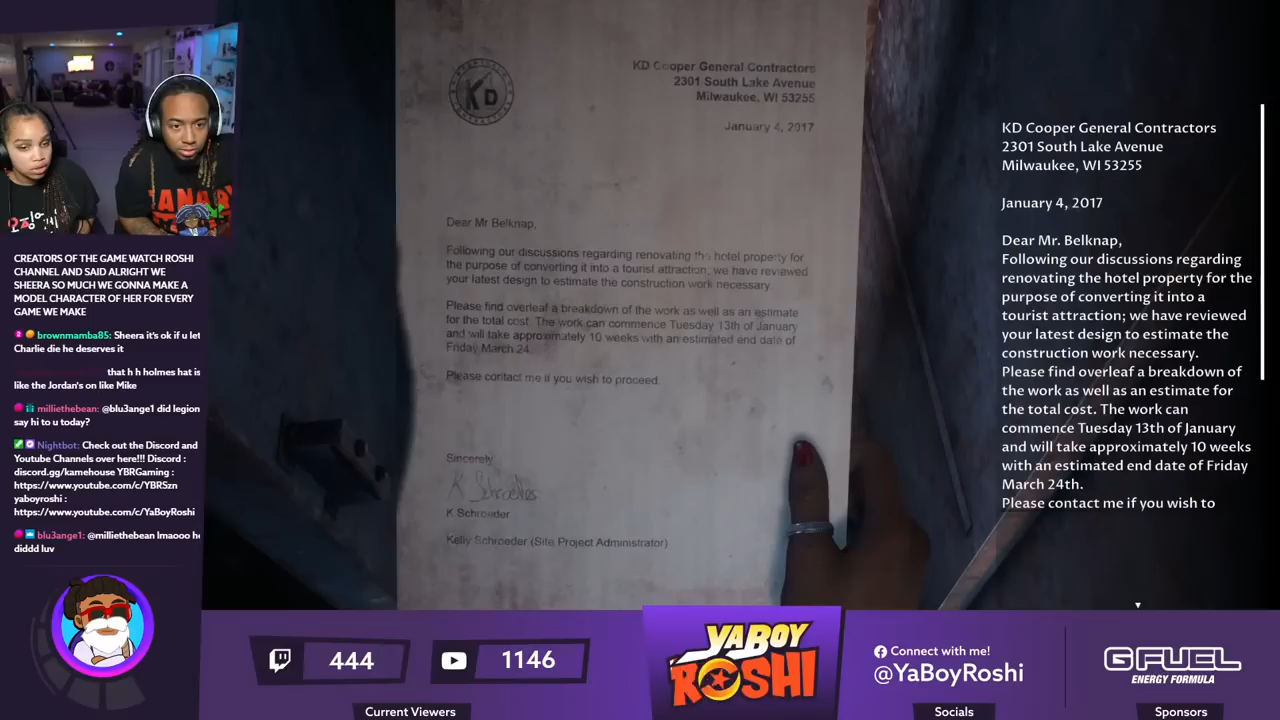 CREATORS OF THE GAME WATCH ROSHI
CHANNEL AND SAID ALRIGHT WE
SHEERA SO MUCH WE GONNA MAKE A
MODEL CHARACTER OF HER FOR EVERY
GAME WE MAKE
brownmamba85: Sheera it's ok if u let
Charlie die he deserves it
that h h holmes hat is
like the Jordan's on like Mike
milliethebean: @blu3ange1 did legion
say hi to u today?
Nightbot: Check out the Discord and
Youtube Channels over here!!! Discord :
discord.gg/kamehouse YBRGaming :
https://www.youtube.com/c/YBRSzn
yaboyroshi :
https://www.youtube.com/c/YaBoyRoshi
blu3ange1: @milliethebean lmaooo he
didddd luv
KD
KD Cooper General Contractors
2301 South Lake Avenue
Milwaukee, WI 53255
January 4, 2017
Dear Mr Belknap,
Following our discussions regarding renovating the hotel property for
the purpose of converting it into a tourist attraction; we have reviewed
your latest design to estimate the construction work necessary.
Please find overleaf a breakdown of the work as well as an estimate
for the total cost. The work can commence Tuesday 13th of January
and will take approximately 10 weeks with an estimated end date of
Friday March 24.
Please contact me if you wish to proceed.
Sincerely
K Schroeder
K Schroeder
Kelly Schroeder (Site Project Administrator)
KD Cooper General Contractors
2301 South Lake Avenue
Milwaukee, WI 53255
January 4, 2017
Dear Mr. Belknap,
Following our discussions regarding
renovating the hotel property for the
purpose of converting it into a
tourist attraction; we have reviewed
your latest design to estimate the
construction work necessary.
Please find overleaf a breakdown of
the work as well as an estimate for
the total cost. The work can
commence Tuesday 13th of January
and will take approximately 10 weeks
with an estimated end date of Friday
March 24th.
Please contact me if you wish to
444
1146
Current Viewers
YABOY
ROSHI
Connect with me!
@YaBoyRoshi
Socials
G FUEL
ENERGY FORMULA
Sponsors